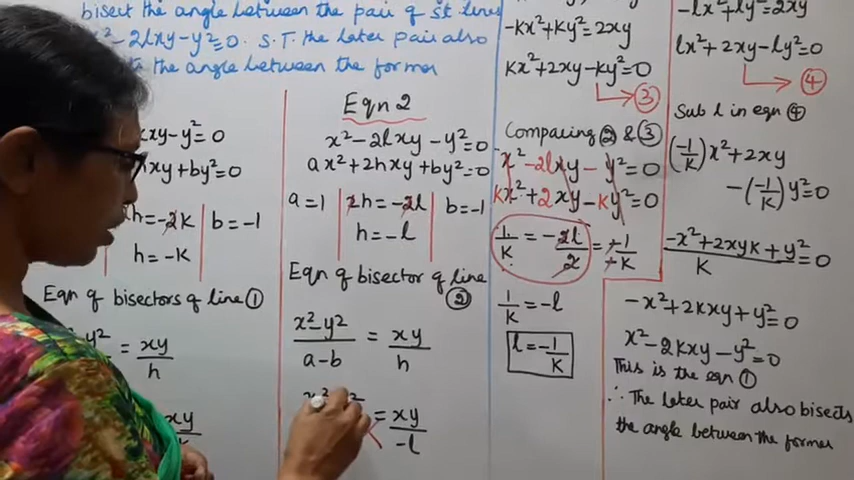 bisect the angle between the pair of st lines
x²-2lxy-y²=0. S.T. the later pair also
the angle between the former
kxy-y²=0
hxy+by²=0
h=-2k
b=-1
h=-k
Eqn of bisectors of line ①
y²
= xy/h
xy
Eqn 2
x²-2lxy-y²=0
ax²+2hxy+by²=0
a=1
2h=-2l
b=-1
h=-l
Eqn of bisector of line ②
x²-y²/a-b = xy/h
= xy/-l
-kx²+ky²=2xy
kx²+2xy-ky²=0
③
Comparing ② & ③
x²-2lxy-y²=0
kx²+2xy-ky²=0
1/k = -2l/2 = -1/-k
1/k = -l
l = -1/k
-lx²+ly²=2xy
lx²+2xy-ly²=0
④
Sub l in eqn ④
(-1/k)x²+2xy
-(-1/k)y²=0
-x²+2xyk+y²/k =0
-x²+2kxy+y²=0
x²-2kxy-y²=0
This is the eqn ①
∴ The later pair also bisects
the angle between the former